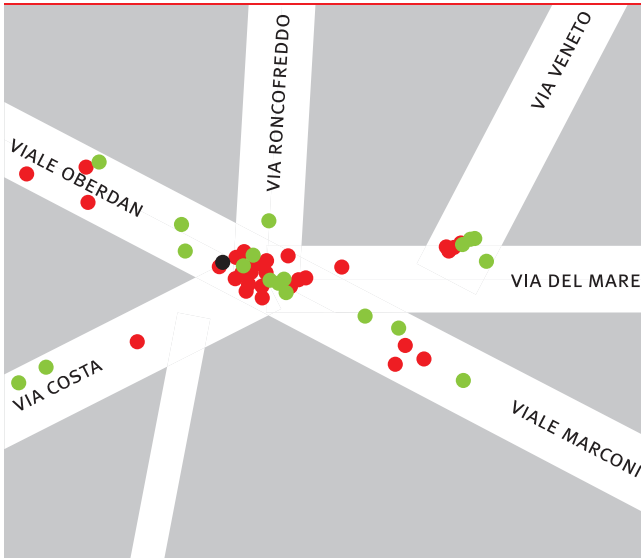 VIA RONCOFREDDO
VIA VENETO
VIALE OBERDAN
VIA DEL MARE
VIA COSTA
VIALE MARCONI